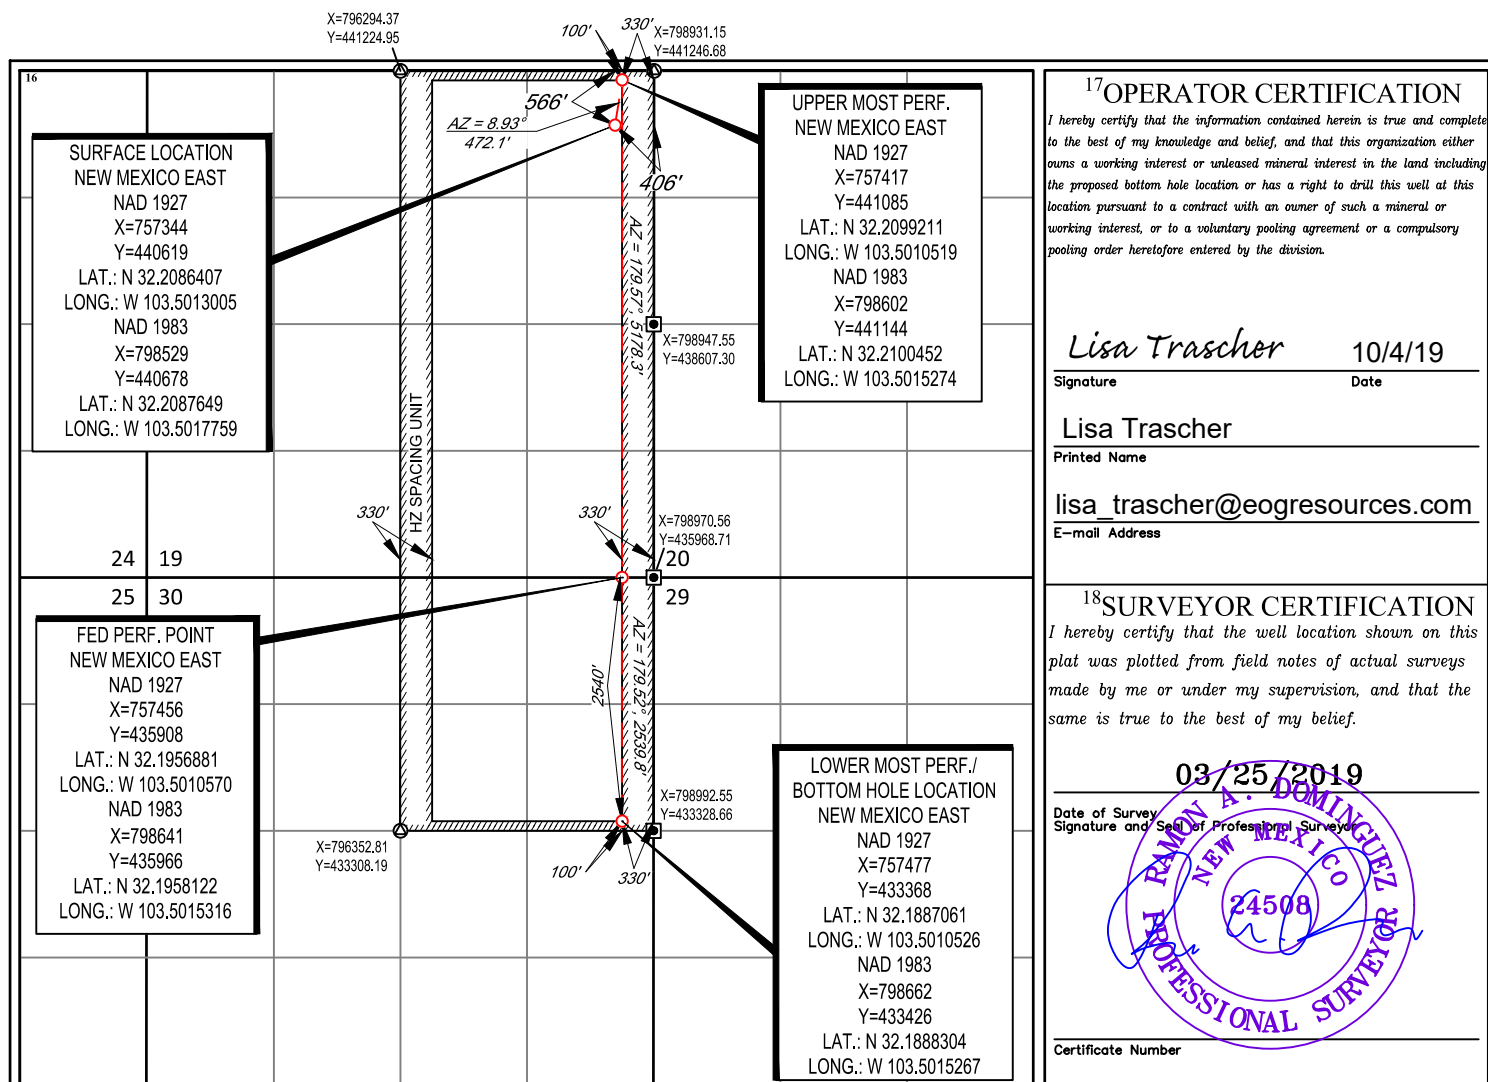 X=796294.37
Y=441224.95
100'
330'
X=798931.15
Y=441246.68
16
566'
AZ = 8.93°
472.1'
406'
SURFACE LOCATION
NEW MEXICO EAST
NAD 1927
X=757344
Y=440619
LAT.: N 32.2086407
LONG.: W 103.5013005
NAD 1983
X=798529
Y=440678
LAT.: N 32.2087649
LONG.: W 103.5017759
UPPER MOST PERF.
NEW MEXICO EAST
NAD 1927
X=757417
Y=441085
LAT.: N 32.2099211
LONG.: W 103.5010519
NAD 1983
X=798602
Y=441144
LAT.: N 32.2100452
LONG.: W 103.5015274
AZ = 179.57°, 5178.3'
X=798947.55
Y=438607.30
HZ SPACING UNIT
330'
330'
X=798970.56
Y=435968.71
24 19
20
25 30
29
FED PERF. POINT
NEW MEXICO EAST
NAD 1927
X=757456
Y=435908
LAT.: N 32.1956881
LONG.: W 103.5010570
NAD 1983
X=798641
Y=435966
LAT.: N 32.1958122
LONG.: W 103.5015316
2540'
AZ = 179.52°, 2539.8'
X=798992.55
Y=433328.66
X=796352.81
Y=433308.19
100'
330'
LOWER MOST PERF./
BOTTOM HOLE LOCATION
NEW MEXICO EAST
NAD 1927
X=757477
Y=433368
LAT.: N 32.1887061
LONG.: W 103.5010526
NAD 1983
X=798662
Y=433426
LAT.: N 32.1888304
LONG.: W 103.5015267
17 OPERATOR CERTIFICATION
I hereby certify that the information contained herein is true and complete
to the best of my knowledge and belief, and that this organization either
owns a working interest or unleased mineral interest in the land including
the proposed bottom hole location or has a right to drill this well at this
location pursuant to a contract with an owner of such a mineral or
working interest, or to a voluntary pooling agreement or a compulsory
pooling order heretofore entered by the division.
Lisa Trascher 10/4/19
Signature Date
Lisa Trascher
Printed Name
lisa_trascher@eogresources.com
E-mail Address
18 SURVEYOR CERTIFICATION
I hereby certify that the well location shown on this
plat was plotted from field notes of actual surveys
made by me or under my supervision, and that the
same is true to the best of my belief.
03/25/2019
Date of Survey
Signature and Seal of Professional Surveyor
RAMON A. DOMINGUEZ
NEW MEXICO
24508
PROFESSIONAL SURVEYOR
Certificate Number